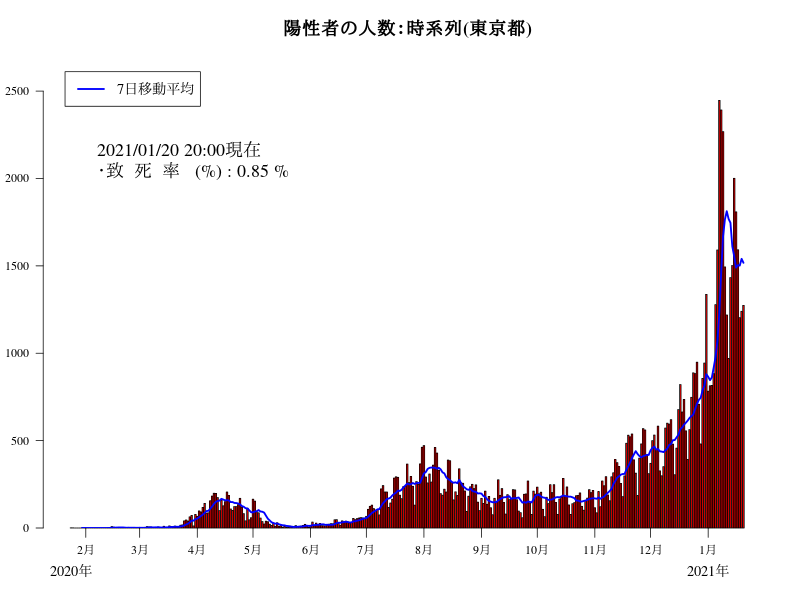 陽性者の人数:時系列(東京都)
7日移動平均
2021/01/20 20:00現在
・致 死 率 (%) : 0.85 %
2500
2000
1500
1000
500
0
2月 3月 4月 5月 6月 7月 8月 9月 10月 11月 12月 1月
2020年 2021年